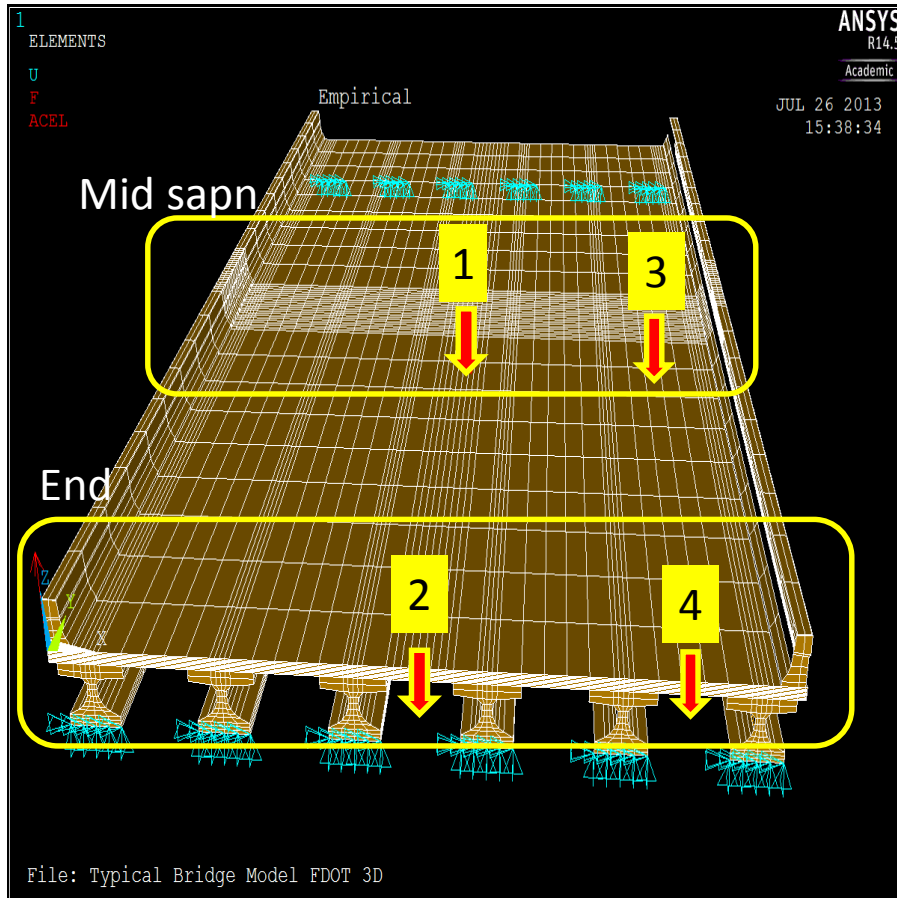 1
ELEMENTS
U
F
ACEL
ANSYS
R14.5
Academic
JUL 26 2013
15:38:34
Empirical
Mid sapn
1
3
End
2
4
Z
Y
X
File: Typical Bridge Model FDOT 3D